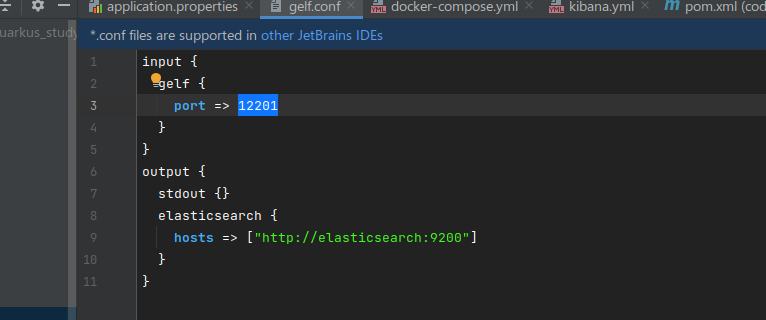 application.properties gelf.conf docker-compose.yml kibana.yml pom.xml (cod
uarkus_study
*.conf files are supported in other JetBrains IDEs
1 input {
2 gelf {
3 port => 12201
4 }
5 }
6 output {
7 stdout {}
8 elasticsearch {
9 hosts => ["http://elasticsearch:9200"]
10 }
11 }